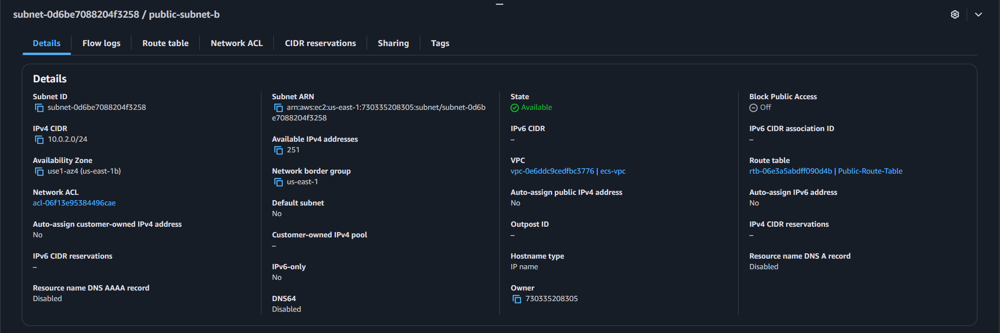 subnet-0d6be7088204f3258 / public-subnet-b
Details
Flow logs
Route table
Network ACL
CIDR reservations
Sharing
Tags
Details
Subnet ID
subnet-0d6be7088204f3258
IPv4 CIDR
10.0.2.0/24
Availability Zone
use1-az4 (us-east-1b)
Network ACL
acl-06f13e95384496cae
Auto-assign customer-owned IPv4 address
No
IPv6 CIDR reservations
–
Resource name DNS AAAA record
Disabled
Subnet ARN
arn:aws:ec2:us-east-1:730335208305:subnet/subnet-0d6b
e7088204f3258
Available IPv4 addresses
251
Network border group
us-east-1
Default subnet
No
Customer-owned IPv4 pool
–
IPv6-only
No
DNS64
Disabled
State
Available
IPv6 CIDR
–
VPC
vpc-0e6ddc9cedfbc3776 | ecs-vpc
Auto-assign public IPv4 address
No
Outpost ID
–
Hostname type
IP name
Owner
730335208305
Block Public Access
Off
IPv6 CIDR association ID
–
Route table
rtb-06e3a5abdff090d4b | Public-Route-Table
Auto-assign IPv6 address
No
IPv4 CIDR reservations
–
Resource name DNS A record
Disabled